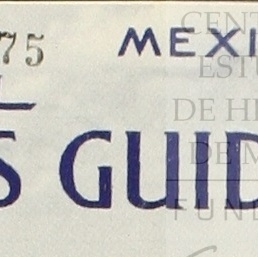 75 MEXI
S GUID
CENT
ESTU
DE HI
DE M
FUND